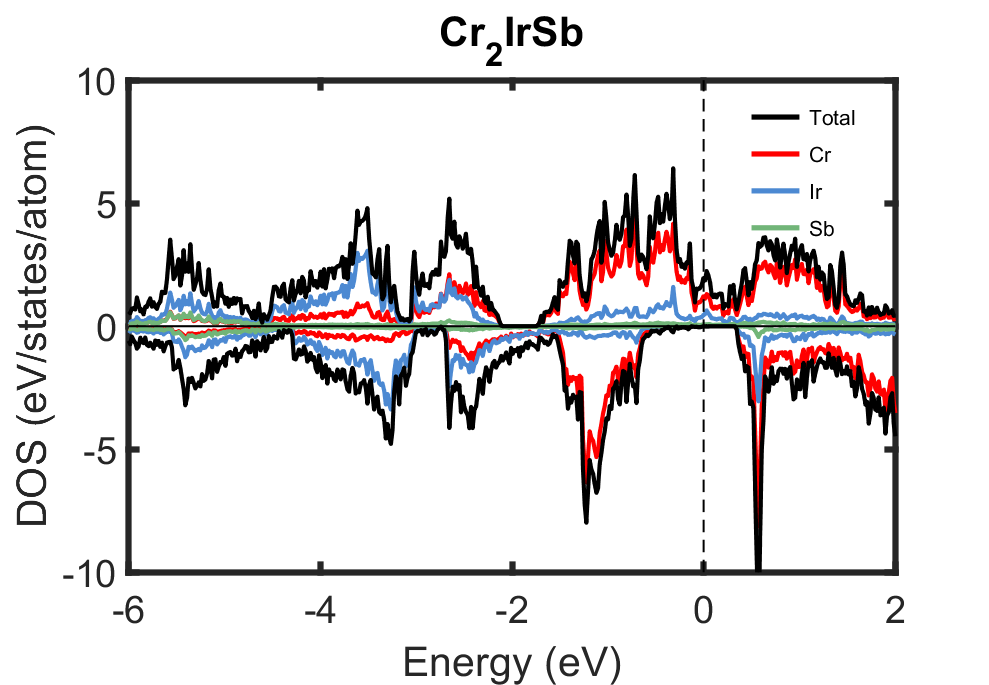 Cr₂IrSb
10
5
0
-5
-10
DOS (eV/states/atom)
Total
Cr
Ir
Sb
-6 -4 -2 0 2
Energy (eV)